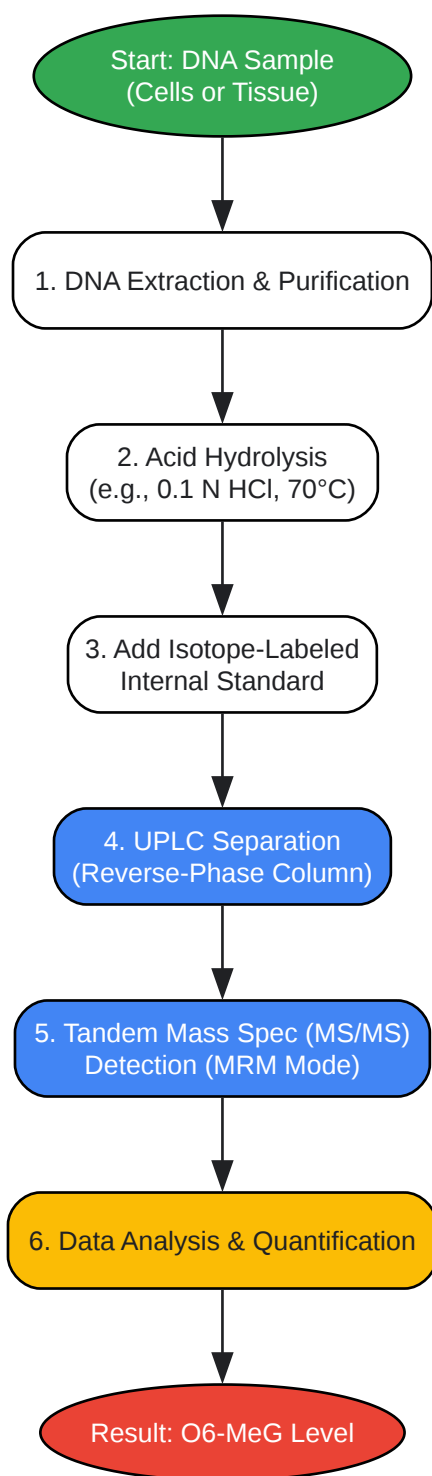 Start: DNA Sample
(Cells or Tissue)
1. DNA Extraction & Purification
2. Acid Hydrolysis
(e.g., 0.1 N HCl, 70°C)
3. Add Isotope-Labeled
Internal Standard
4. UPLC Separation
(Reverse-Phase Column)
5. Tandem Mass Spec (MS/MS)
Detection (MRM Mode)
6. Data Analysis & Quantification
Result: O6-MeG Level